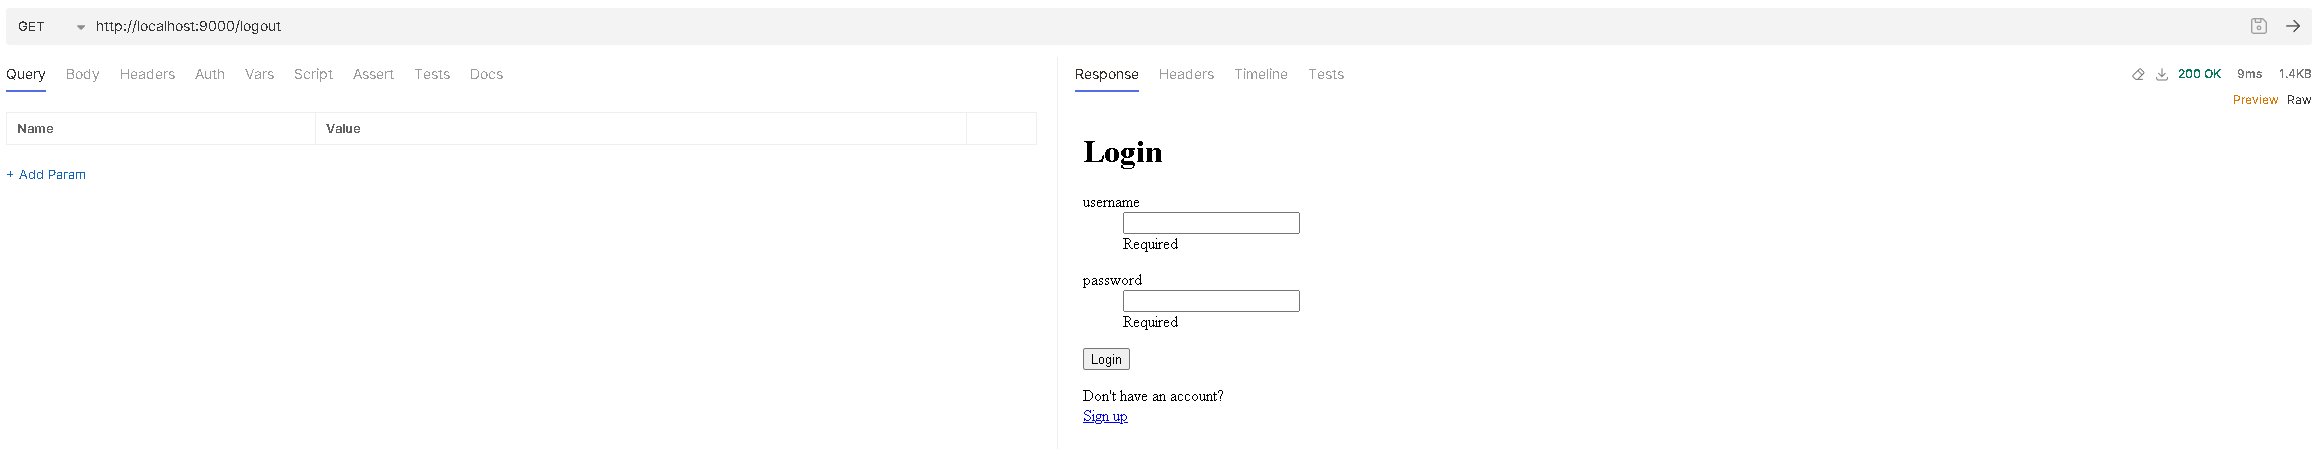 GET http://localhost:9000/logout
Query Body Headers Auth Vars Script Assert Tests Docs
Name Value
+ Add Param
Response Headers Timeline Tests 200 OK 9ms 1.4KB
Preview Raw
Login
username
Required
password
Required
Login
Don't have an account?
Sign up